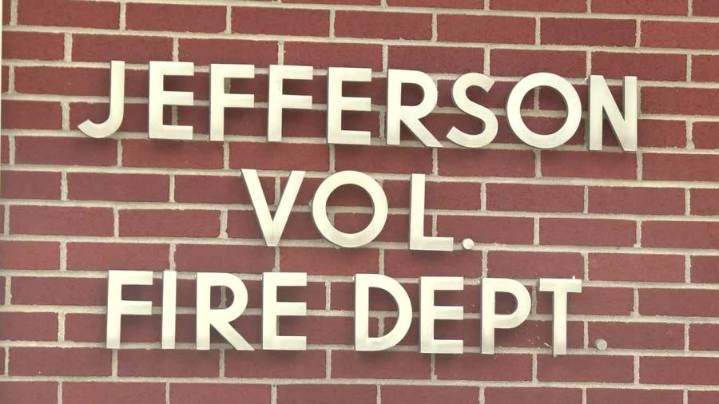 JEFFERSON
VOL.
FIRE DEPT.